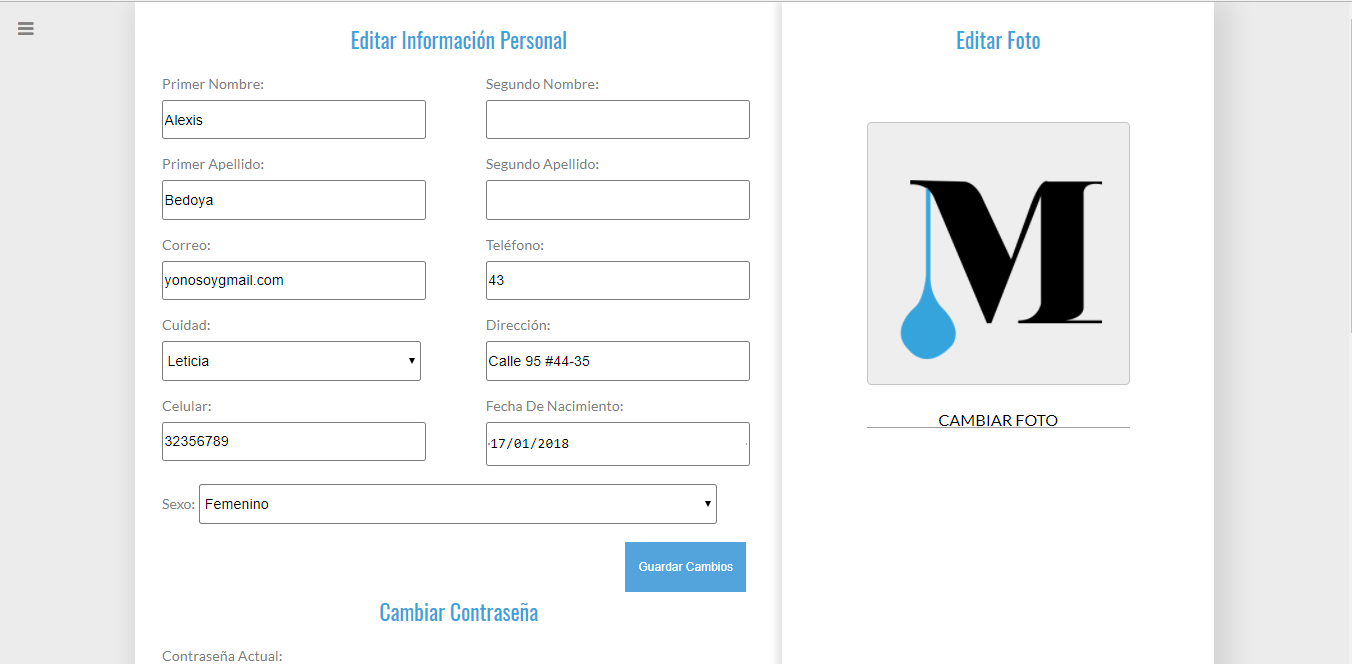 Editar Información Personal
Primer Nombre:
Segundo Nombre:
Alexis
Primer Apellido:
Segundo Apellido:
Bedoya
Correo:
Teléfono:
yonosoygmail.com
43
Cuidad:
Dirección:
Leticia
Calle 95 #44-35
Celular:
Fecha De Nacimiento:
32356789
17/01/2018
Sexo:
Femenino
Guardar Cambios
Cambiar Contraseña
Contraseña Actual:
Editar Foto
M
CAMBIAR FOTO